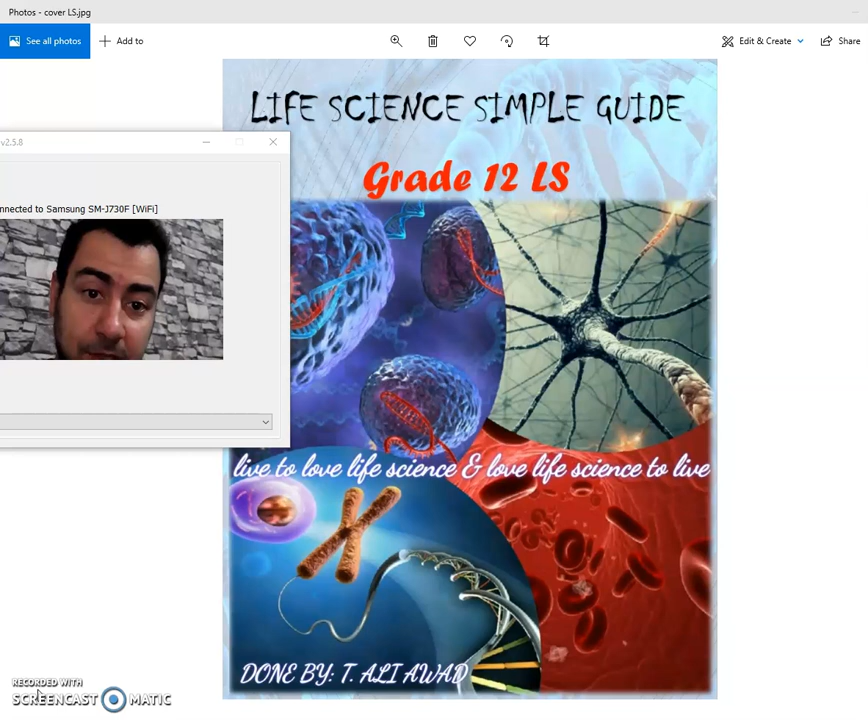 Photos - cover LS.jpg
See all photos
Add to
Edit & Create
Share
LIFE SCIENCE SIMPLE GUIDE
v2.5.8
Grade 12 LS
nnected to Samsung SM-J730F [WiFi]
live to love life science & love life science to live
DONE BY: T. ALI AWAD
RECORDED WITH
SCREENCAST MATIC